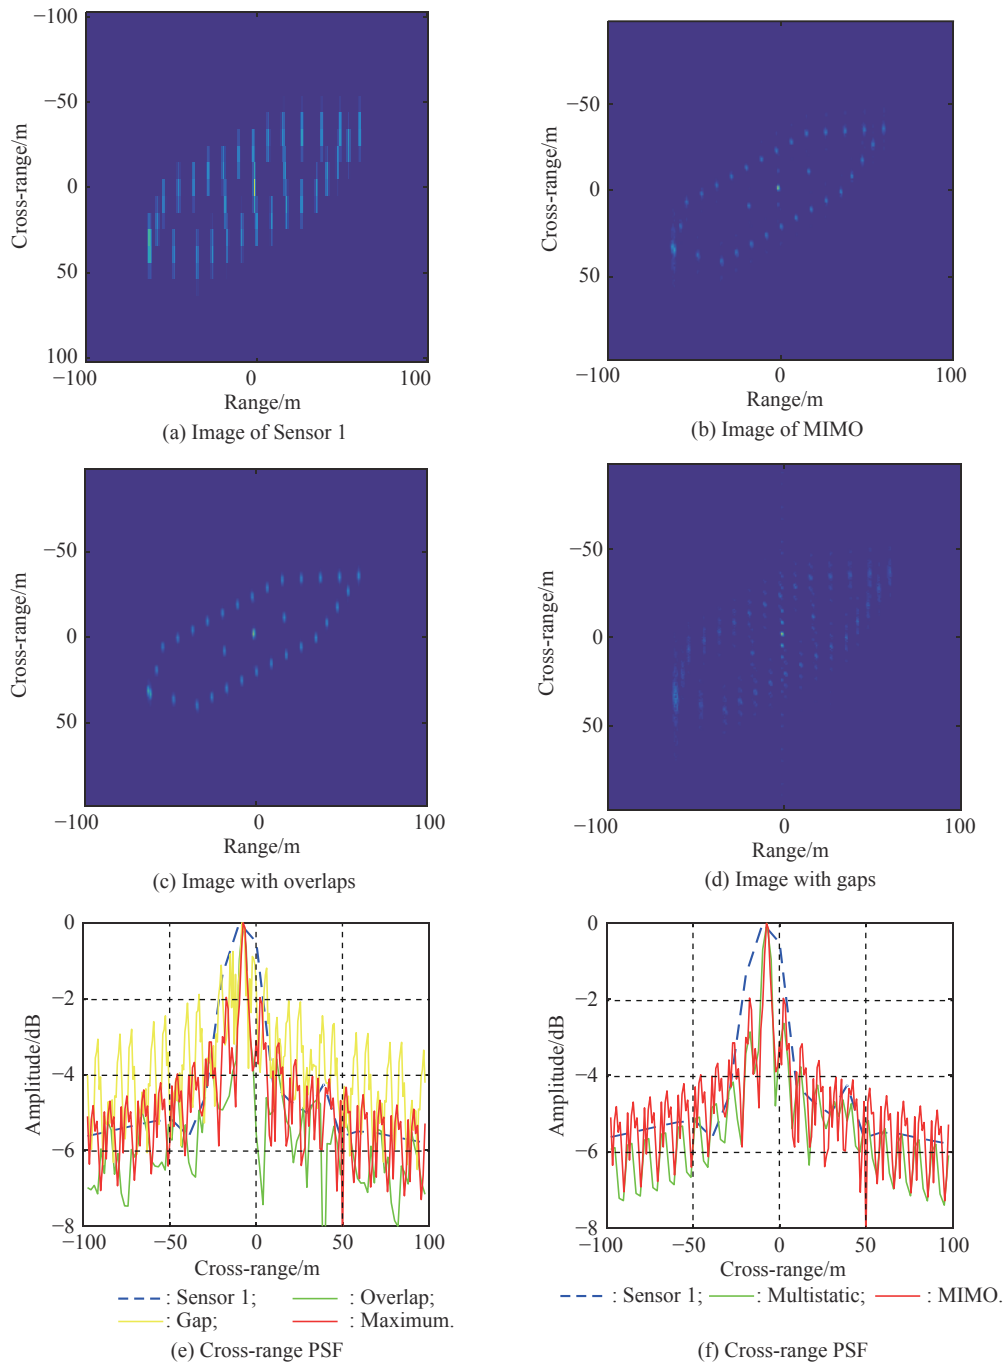 −100
−50
0
50
100
−100
0
100
Cross-range/m
Range/m
(a) Image of Sensor 1
−50
0
50
−100
0
100
Cross-range/m
Range/m
(b) Image of MIMO
−50
0
50
−100
0
100
Cross-range/m
Range/m
(c) Image with overlaps
−50
0
50
−100
0
100
Cross-range/m
Range/m
(d) Image with gaps
0
−2
−4
−6
−8
−100
−50
0
50
100
Amplitude/dB
Cross-range/m
: Sensor 1;
: Overlap;
: Gap;
: Maximum.
(e) Cross-range PSF
0
−2
−4
−6
−8
−100
−50
0
50
100
Amplitude/dB
Cross-range/m
: Sensor 1; : Multistatic; : MIMO.
(f) Cross-range PSF